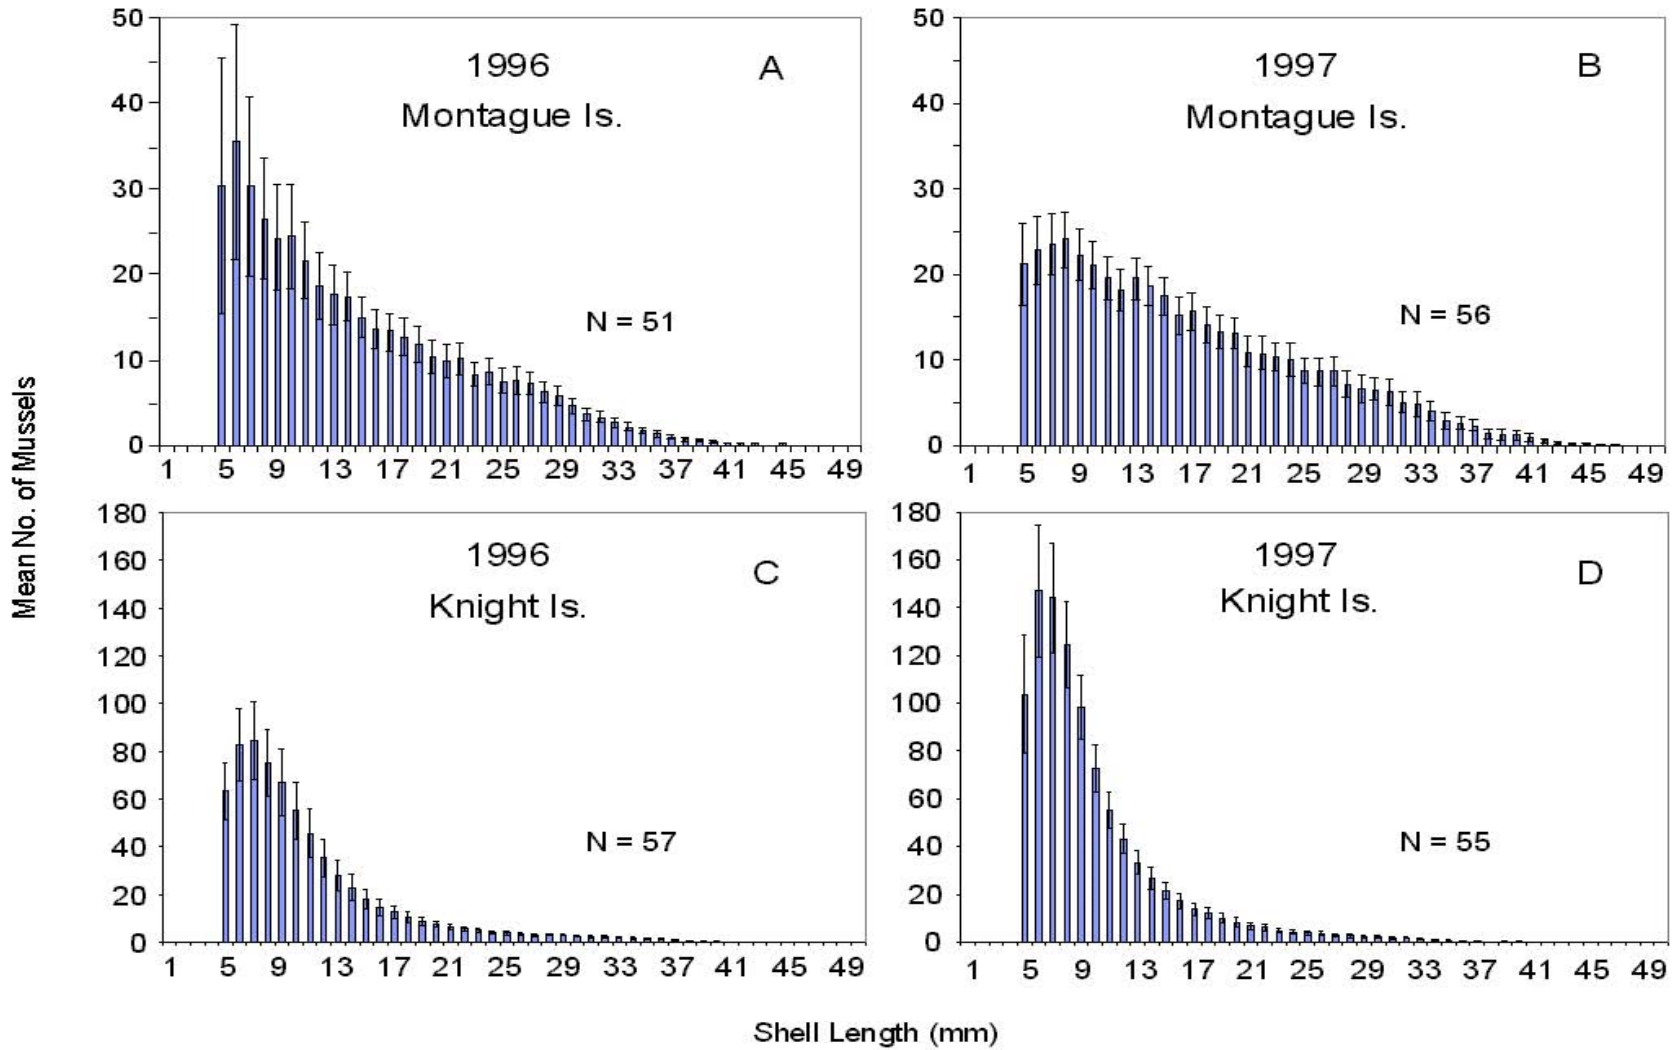 50
40
30
20
10
0
1996
A
Montague Is.
N = 51
1 5 9 13 17 21 25 29 33 37 41 45 49
50
40
30
20
10
0
1997
B
Montague Is.
N = 56
1 5 9 13 17 21 25 29 33 37 41 45 49
Mean No. of Mussels
180
160
140
120
100
80
60
40
20
0
1996
C
Knight Is.
N = 57
1 5 9 13 17 21 25 29 33 37 41 45 49
180
160
140
120
100
80
60
40
20
0
1997
D
Knight Is.
N = 55
1 5 9 13 17 21 25 29 33 37 41 45 49
Shell Length (mm)